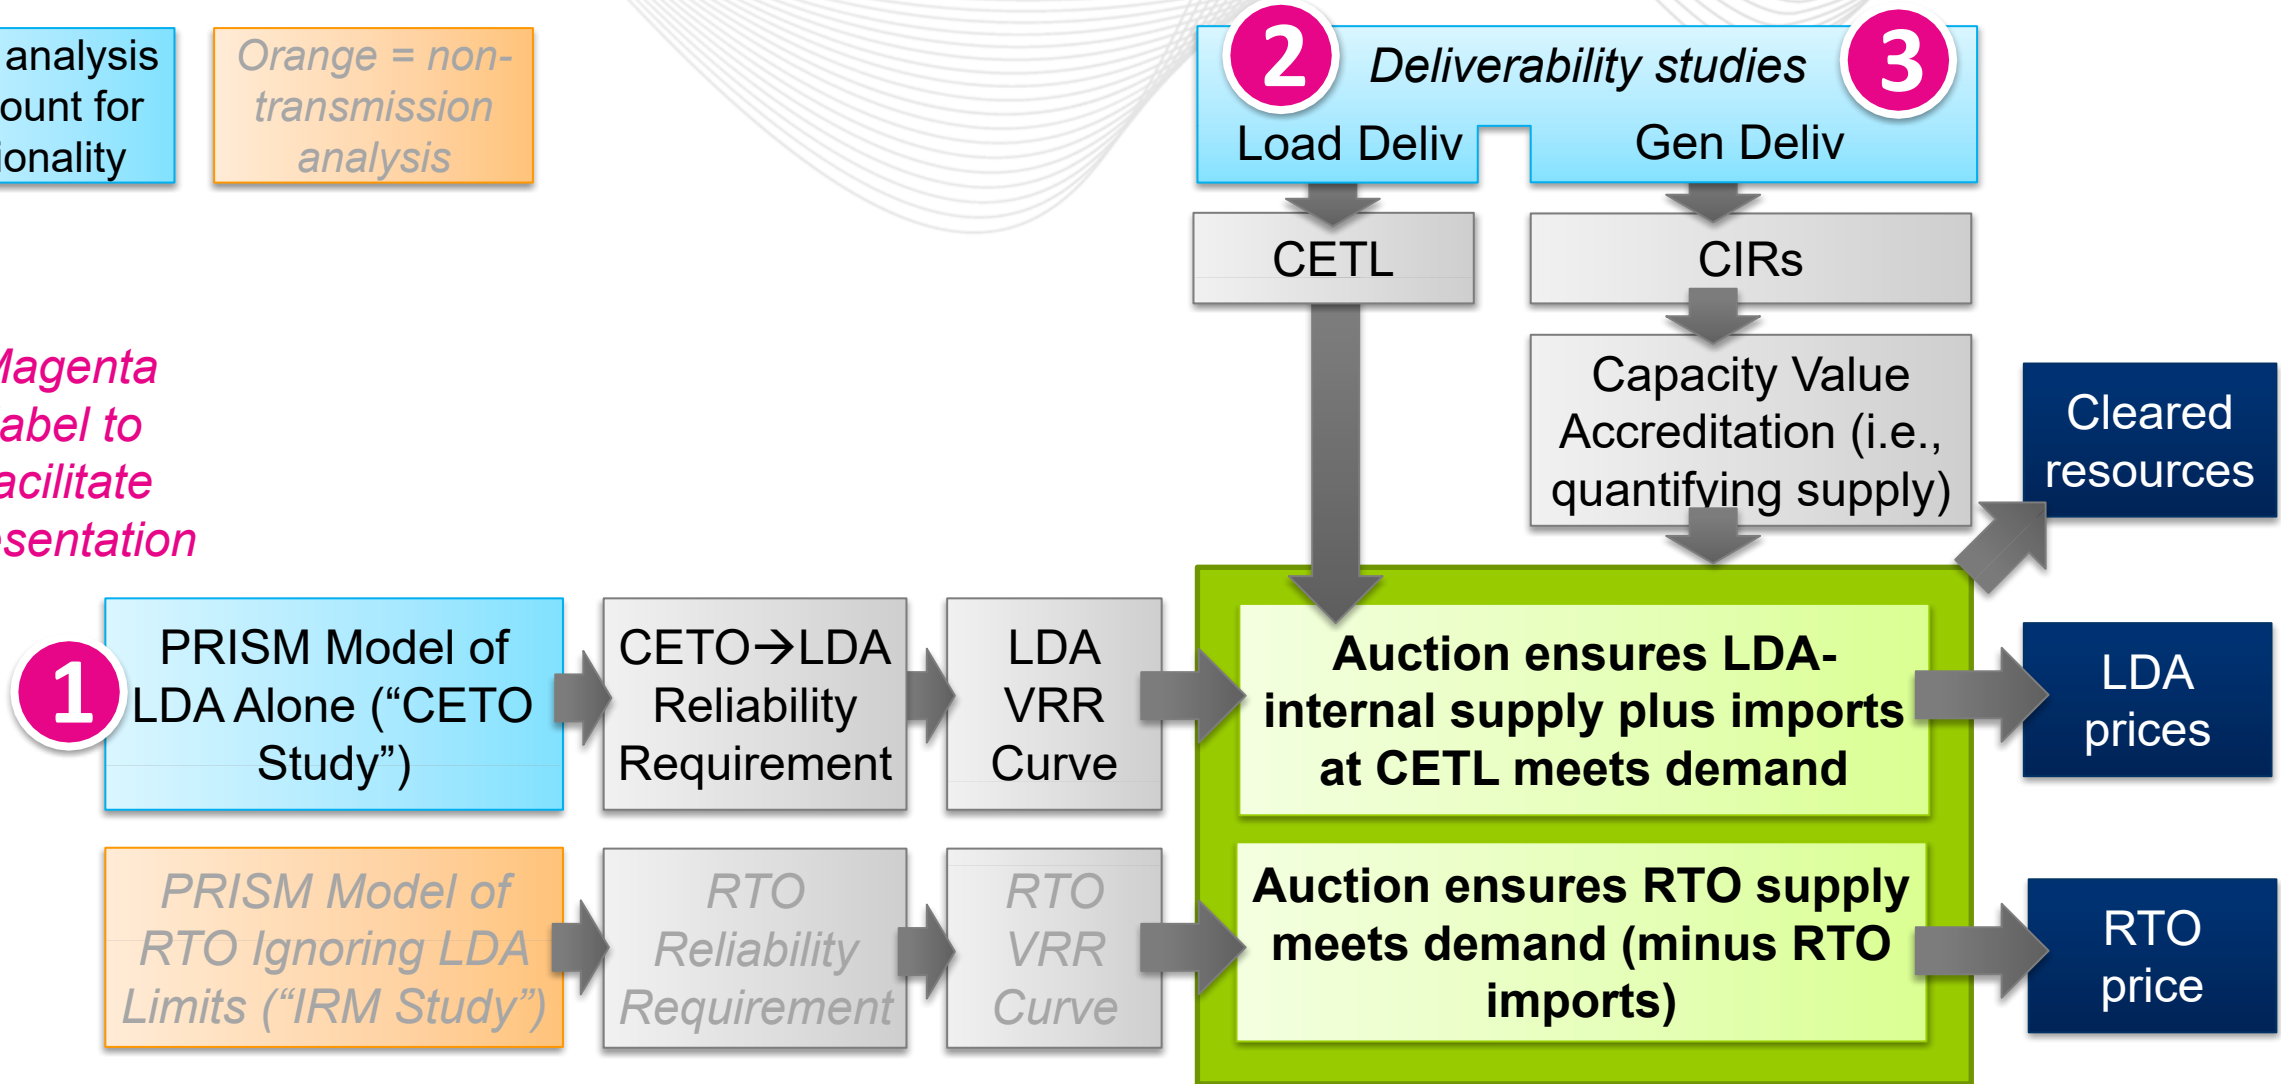 analysis
ount for
ionality
Orange = non-
transmission
analysis
2
Deliverability studies
3
Load Deliv
Gen Deliv
CETL
CIRs
Capacity Value
Accreditation (i.e.,
quantifying supply)
Cleared
resources
Magenta
abel to
acilitate
esentation
1
PRISM Model of
LDA Alone (“CETO
Study”)
CETO→LDA
Reliability
Requirement
LDA
VRR
Curve
Auction ensures LDA-
internal supply plus imports
at CETL meets demand
LDA
prices
PRISM Model of
RTO Ignoring LDA
Limits (“IRM Study”)
RTO
Reliability
Requirement
RTO
VRR
Curve
Auction ensures RTO supply
meets demand (minus RTO
imports)
RTO
price